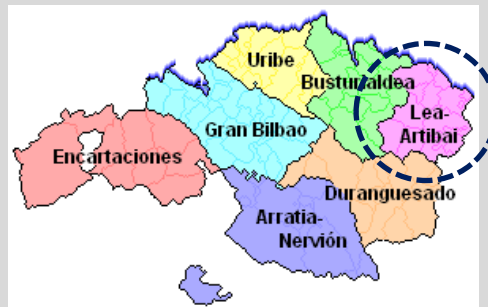 Uribe
Busturialdea
Lea-
Artibai
Gran Bilbao
Encartaciones
Duranguesado
Arratia-
Nervión